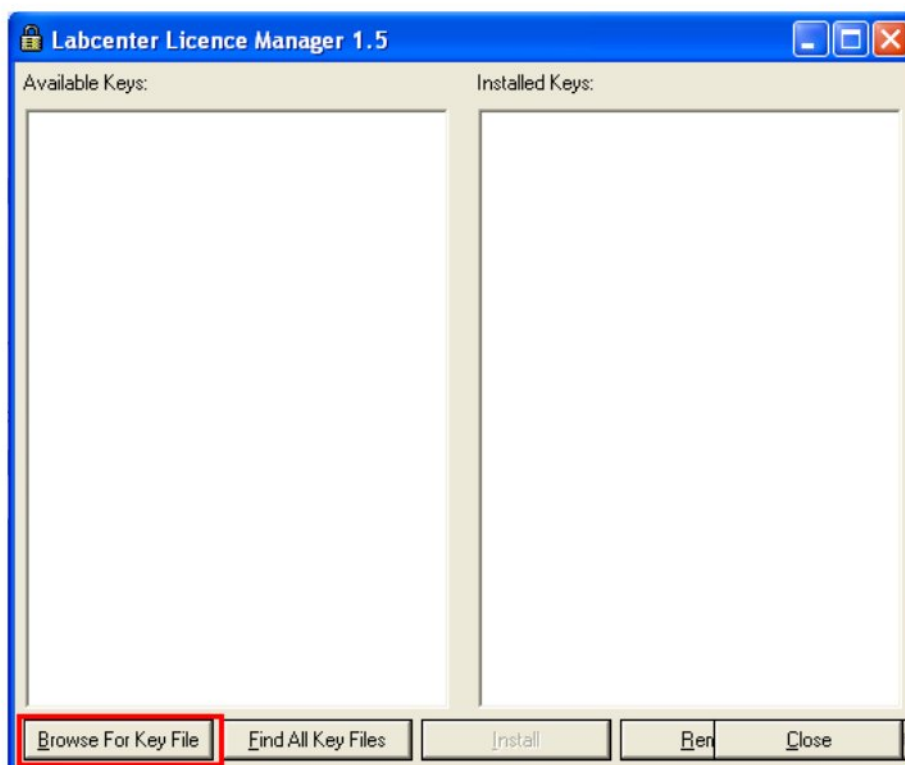 Labcenter Licence Manager 1.5
Available Keys:
Installed Keys:
Browse For Key File
Find All Key Files
Install
Ren
Close